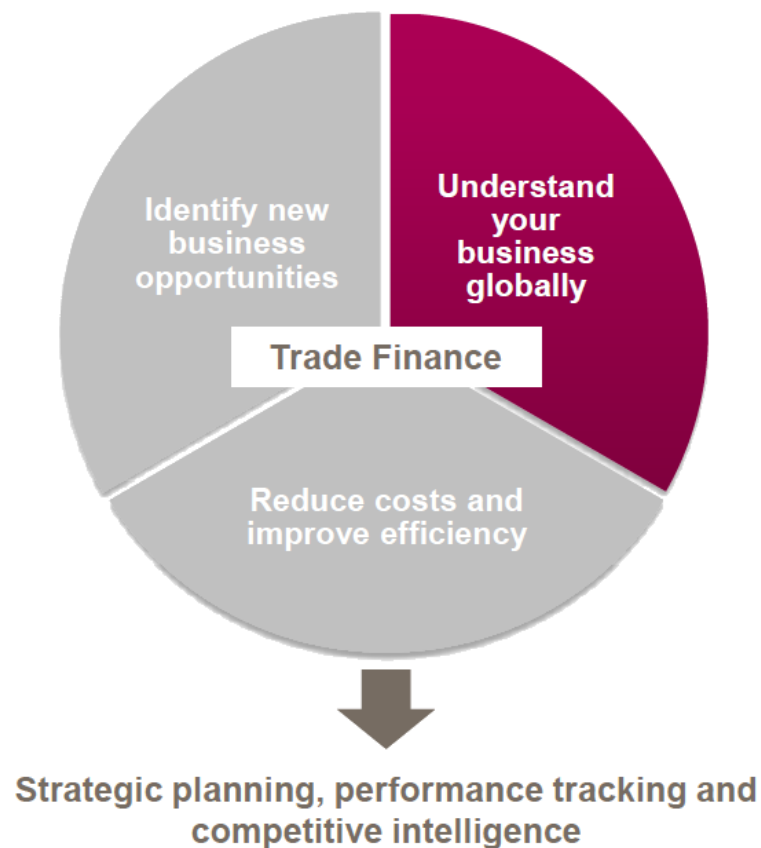 Identify new
business
opportunities
Understand
your
business
globally
Trade Finance
Reduce costs and
improve efficiency
Strategic planning, performance tracking and
competitive intelligence